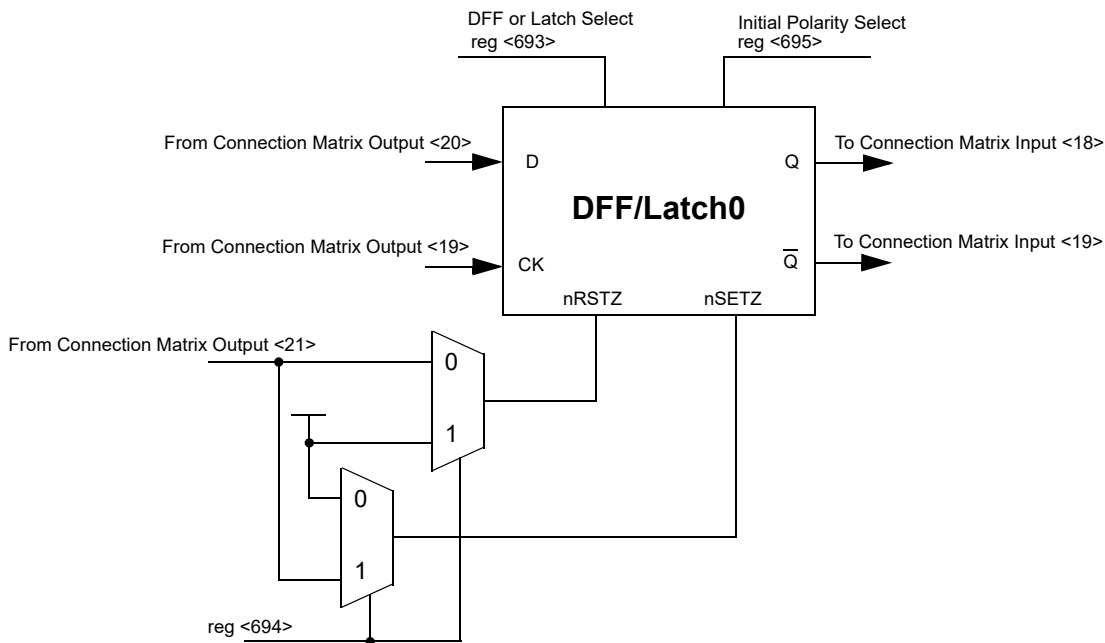 DFF or Latch Select
reg <693>
Initial Polarity Select
reg <695>
From Connection Matrix Output <20>
D
Q
To Connection Matrix Input <18>
DFF/Latch0
From Connection Matrix Output <19>
CK
Q̅
To Connection Matrix Input <19>
nRSTZ
nSETZ
From Connection Matrix Output <21>
0
1
0
1
reg <694>